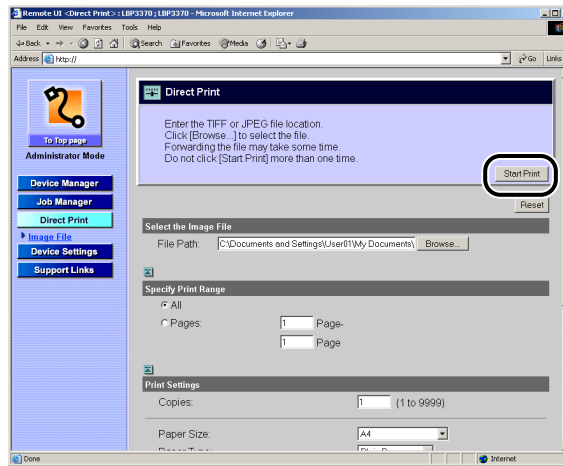 Remote UI <Direct Print> : LBP3370 ; LBP3370 - Microsoft Internet Explorer
File Edit View Favorites Tools Help
Back Search Favorites Media
Address http:// Go Links
To Top page
Administrator Mode
Device Manager
Job Manager
Direct Print
Image File
Device Settings
Support Links
Direct Print
Enter the TIFF or JPEG file location.
Click [Browse...] to select the file.
Forwarding the file may take some time.
Do not click [Start Print] more than one time.
Start Print
Reset
Select the Image File
File Path: C:\Documents and Settings\User01\My Documents\ Browse...
Specify Print Range
All
Pages: 1 Page-
1 Page
Print Settings
Copies: 1 (1 to 9999)
Paper Size: A4
Done Internet